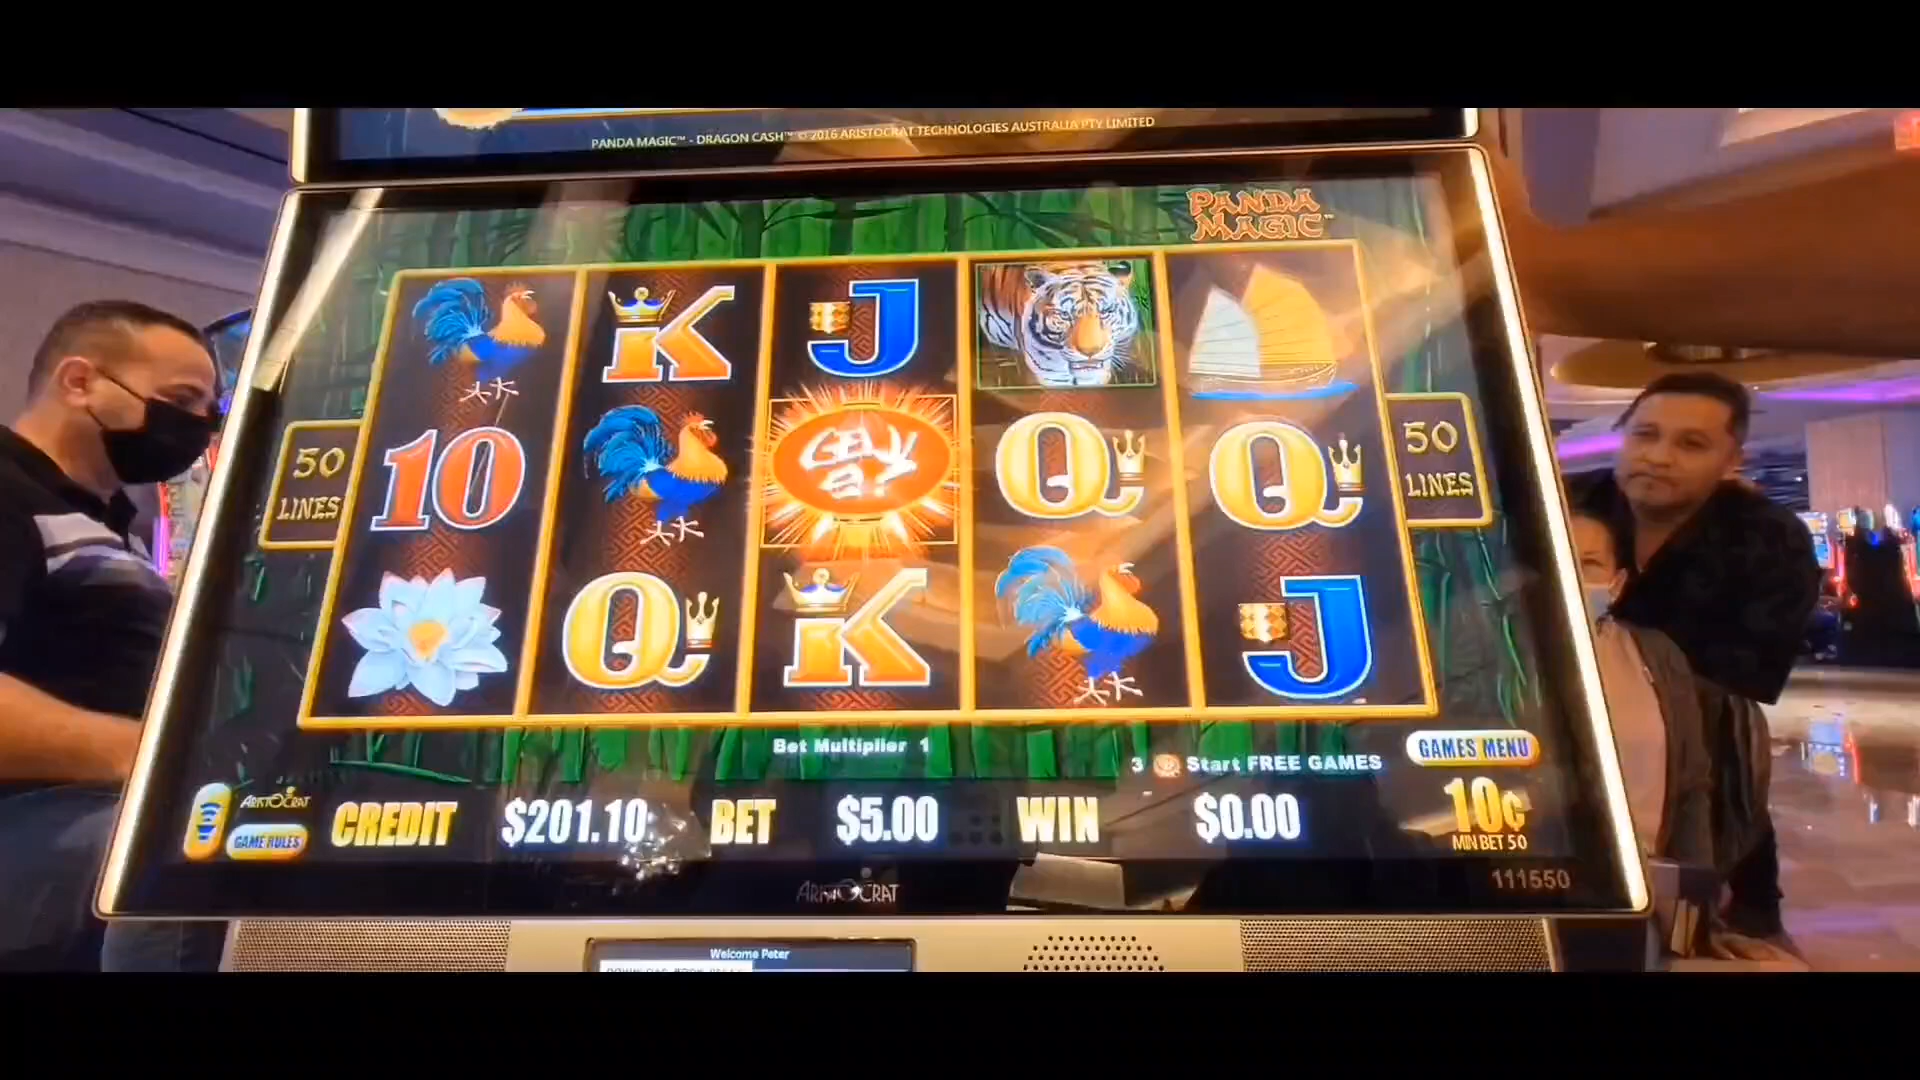 PANDA MAGIC™ - DRAGON CASH™ © 2016 ARISTOCRAT TECHNOLOGIES AUSTRALIA PTY LIMITED
PANDA
MAGIC™
K
J
50
LINES
10
Q
Q
50
LINES
Q
K
J
Bet Multiplier 1
3 Start FREE GAMES
GAMES MENU
ARISTOCRAT
GAME RULES
CREDIT $201.10 BET $5.00 WIN $0.00
10¢
MIN BET 50
111550
ARISTOCRAT
Welcome Peter